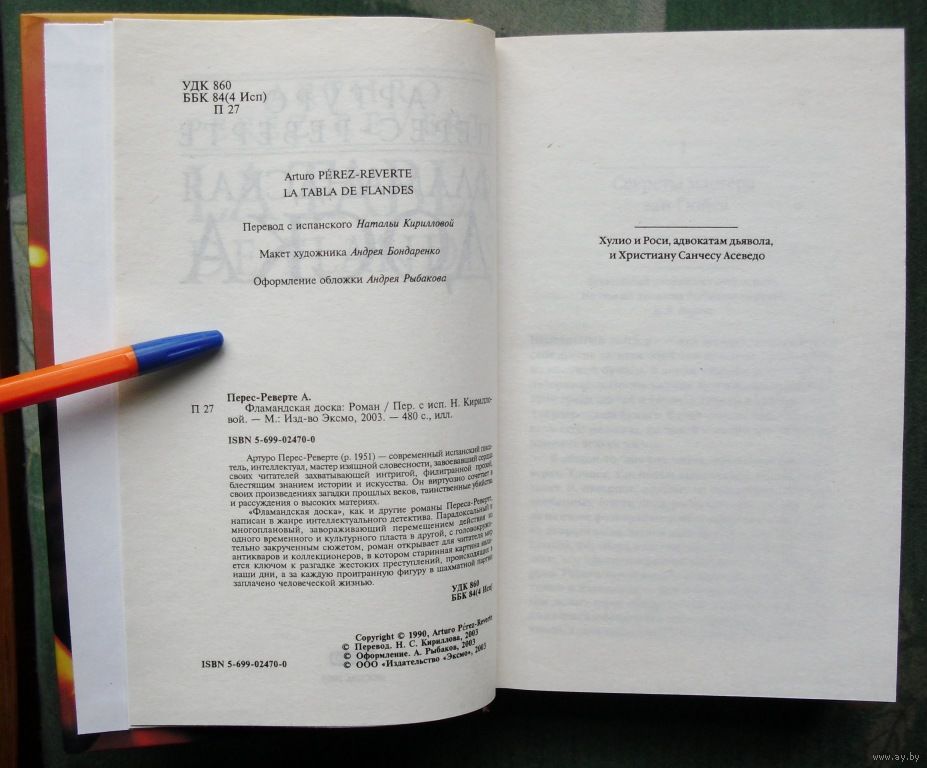 УДК 860
ББК 84(4 Исп)
П 27
Arturo PÉREZ-REVERTE
LA TABLA DE FLANDES
Перевод с испанского Натальи Кирилловой
Макет художника Андрея Бондаренко
Оформление обложки Андрея Рыбакова
Перес-Реверте А.
П 27 Фламандская доска: Роман / Пер. с исп. Н. Кирилло-
вой. — М.: Изд-во Эксмо, 2003. — 480 с., илл.
ISBN 5-699-02470-0
Артуро Перес-Реверте (р. 1951) — современный испанский писа-
тель, интеллектуал, мастер изящной словесности, завоевавший сердца
своих читателей захватывающей интригой, филигранной прозой,
блестящим знанием истории и искусства. Он виртуозно сочетает в
своих произведениях загадки прошлых веков, таинственные убийства
и рассуждения о высоких материях.
«Фламандская доска», как и другие романы Переса-Реверте,
написан в жанре интеллектуального детектива. Парадоксальный и
многоплановый, завораживающий перемещением действия из
одного временного и культурного пласта в другой, с головокружи-
тельно закрученным сюжетом, роман открывает для читателя мир
антикваров и коллекционеров, в котором старинная картина явля-
ется ключом к разгадке жестоких преступлений, происходящих в
наши дни, а за каждую проигранную фигуру в шахматной партии
заплачено человеческой жизнью.
УДК 860
ББК 84(4 Исп)
Copyright © 1990, Arturo Pérez-Reverte
© Перевод. Н. С. Кириллова, 2003
© Оформление. А. Рыбаков, 2003
ISBN 5-699-02470-0 © ООО «Издательство «Эксмо», 2003
Хулио и Роси, адвокатам дьявола,
и Христиану Санчесу Асеведо
www.ay.by